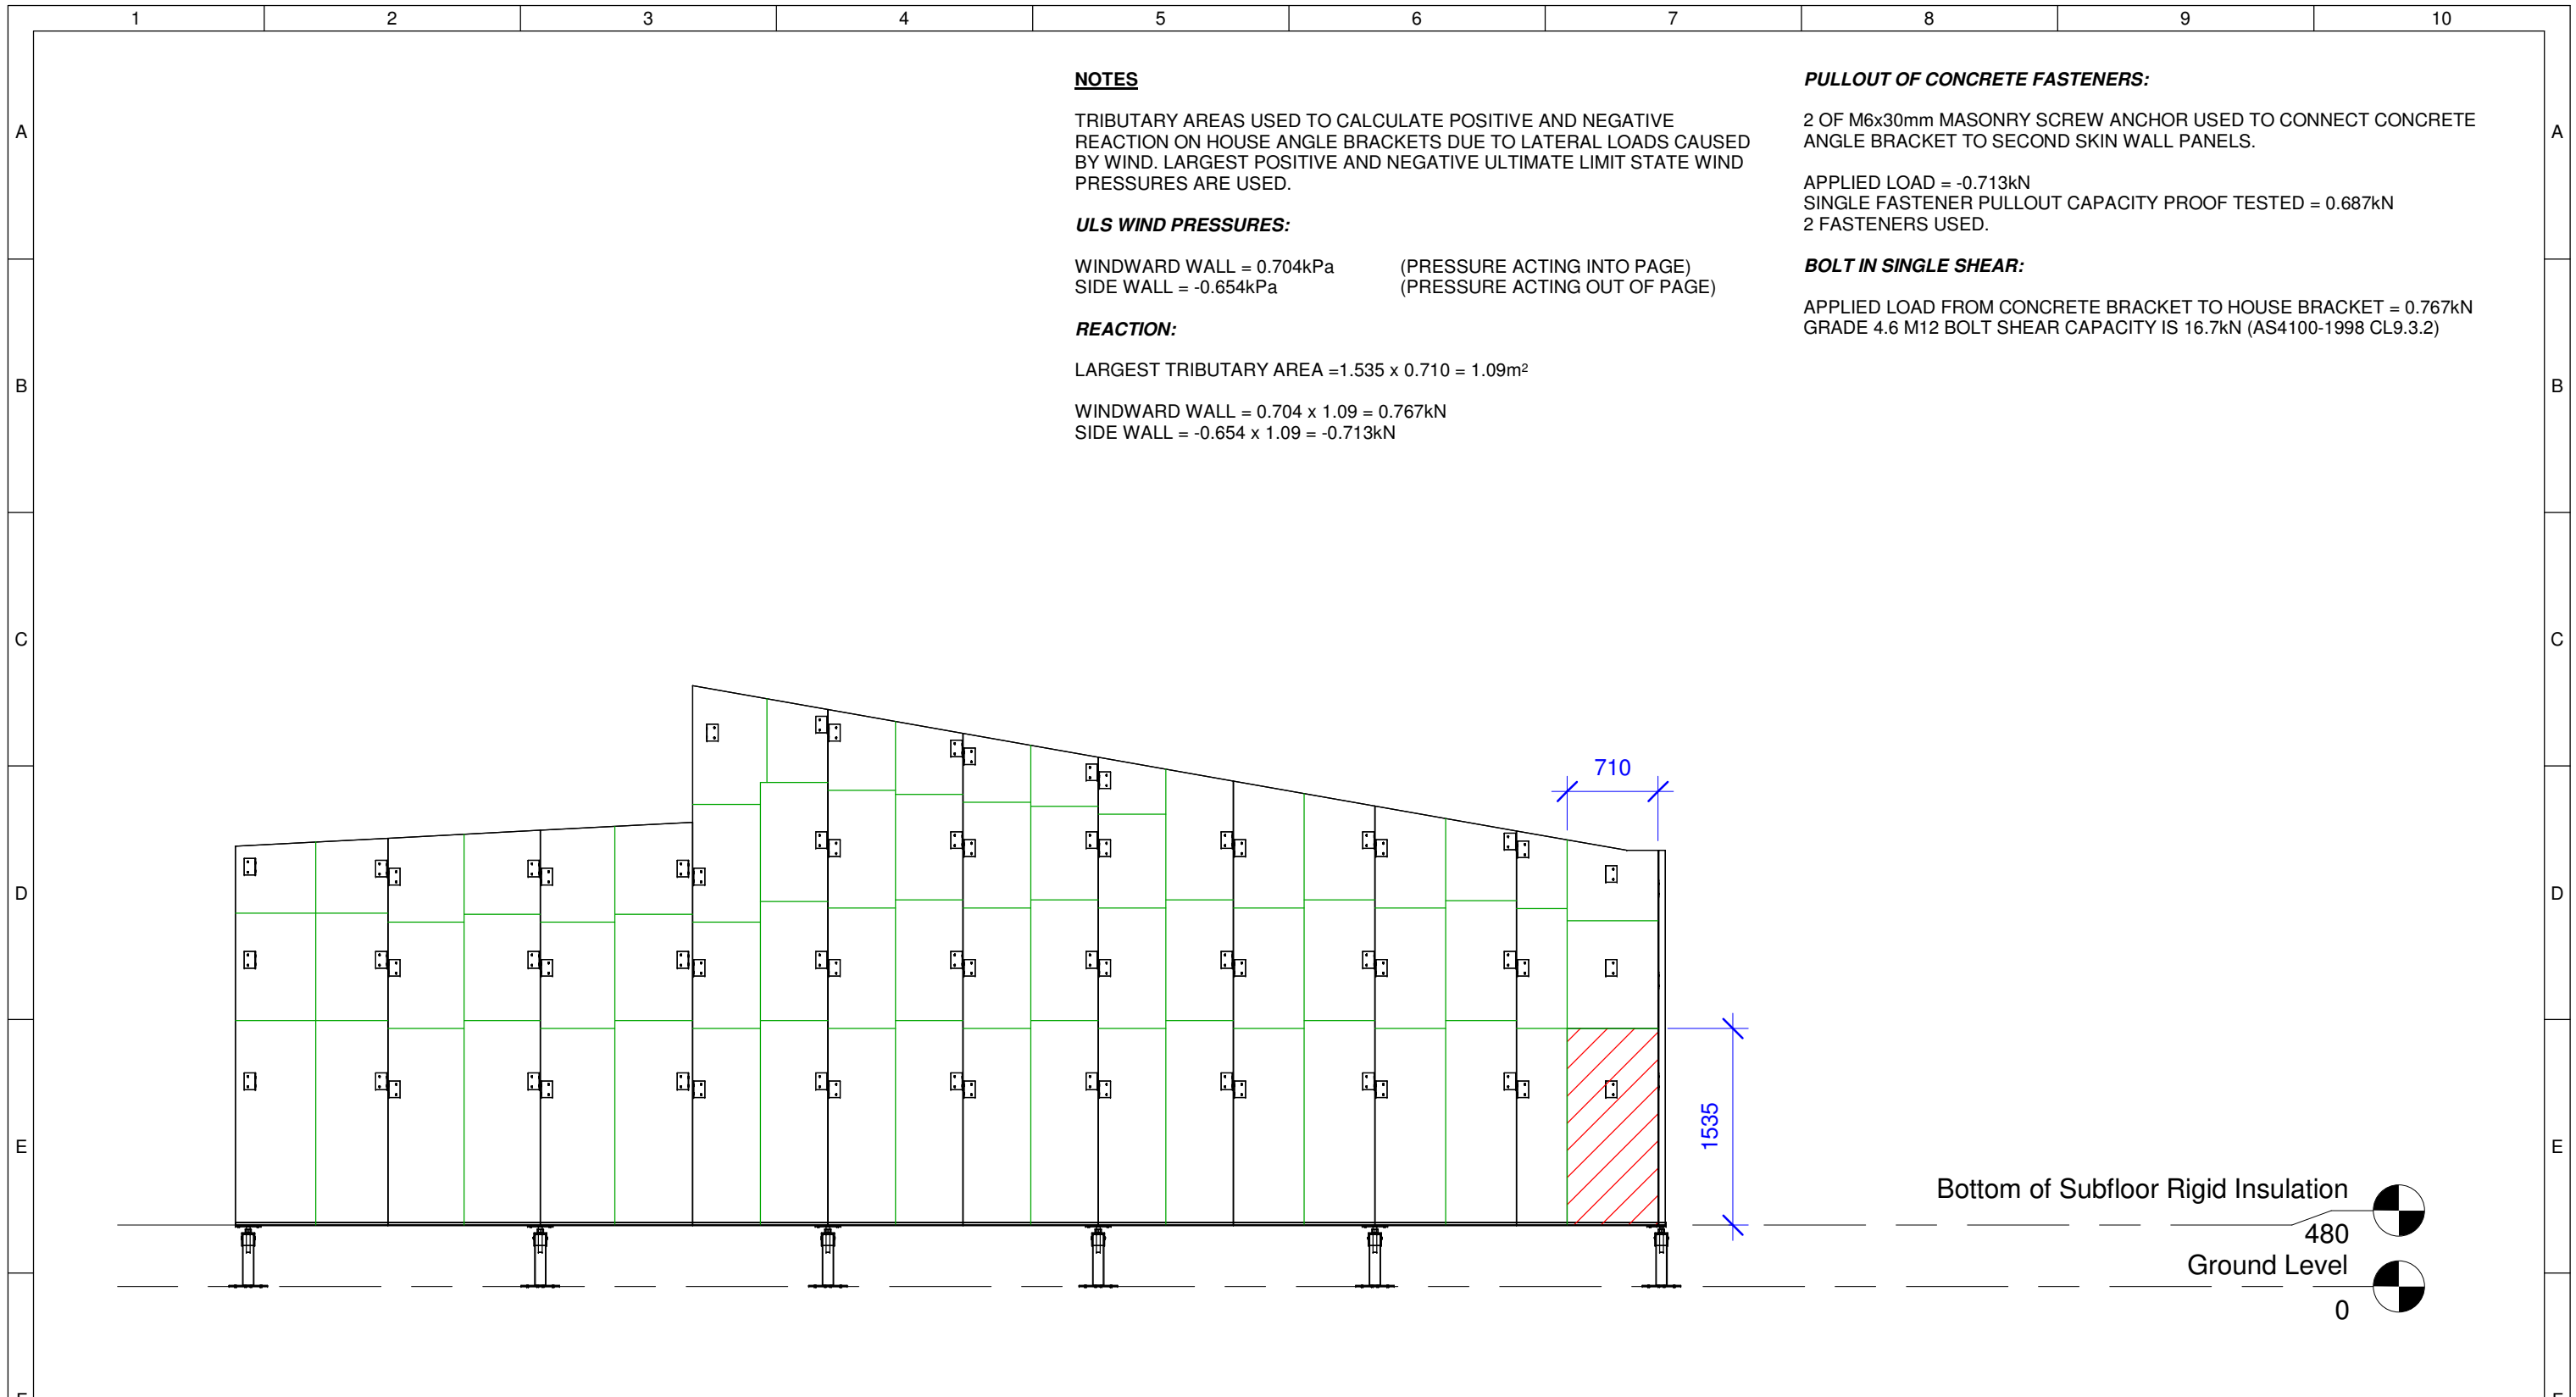 1 2 3 4 5 6 7 8 9 10
NOTES
TRIBUTARY AREAS USED TO CALCULATE POSITIVE AND NEGATIVE
REACTION ON HOUSE ANGLE BRACKETS DUE TO LATERAL LOADS CAUSED
BY WIND. LARGEST POSITIVE AND NEGATIVE ULTIMATE LIMIT STATE WIND
PRESSURES ARE USED.
ULS WIND PRESSURES:
WINDWARD WALL = 0.704kPa (PRESSURE ACTING INTO PAGE)
SIDE WALL = -0.654kPa (PRESSURE ACTING OUT OF PAGE)
REACTION:
LARGEST TRIBUTARY AREA =1.535 x 0.710 = 1.09m²
WINDWARD WALL = 0.704 x 1.09 = 0.767kN
SIDE WALL = -0.654 x 1.09 = -0.713kN
PULLOUT OF CONCRETE FASTENERS:
2 OF M6x30mm MASONRY SCREW ANCHOR USED TO CONNECT CONCRETE
ANGLE BRACKET TO SECOND SKIN WALL PANELS.
APPLIED LOAD = -0.713kN
SINGLE FASTENER PULLOUT CAPACITY PROOF TESTED = 0.687kN
2 FASTENERS USED.
BOLT IN SINGLE SHEAR:
APPLIED LOAD FROM CONCRETE BRACKET TO HOUSE BRACKET = 0.767kN
GRADE 4.6 M12 BOLT SHEAR CAPACITY IS 16.7kN (AS4100-1998 CL9.3.2)
A A
B B
C C
710
D D
1535
E E
Bottom of Subfloor Rigid Insulation
480
Ground Level
0